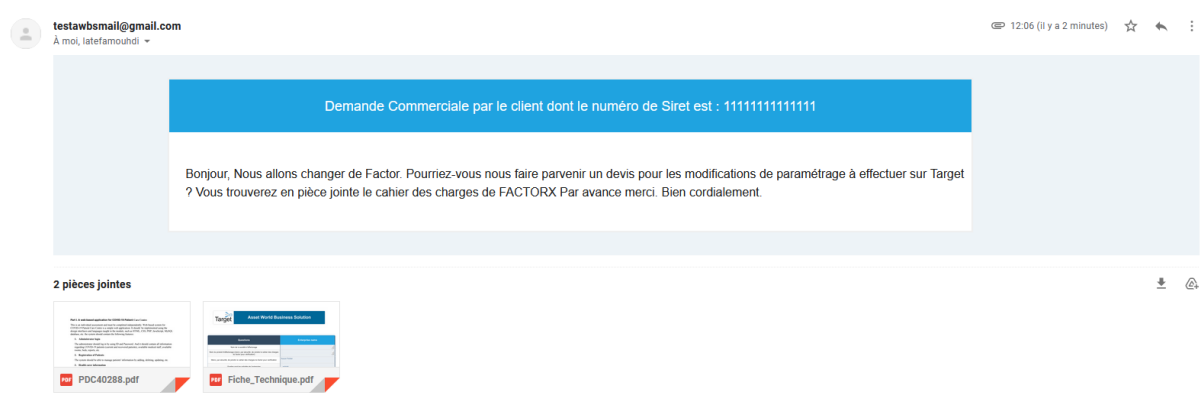 testawbsmail@gmail.com
12:06 (il y a 2 minutes)
À moi, latefamouhdi
Demande Commerciale par le client dont le numéro de Siret est : 11111111111111
Bonjour, Nous allons changer de Factor. Pourriez-vous nous faire parvenir un devis pour les modifications de paramétrage à effectuer sur Target
? Vous trouverez en pièce jointe le cahier des charges de FACTORX Par avance merci. Bien cordialement.
2 pièces jointes
Target
Asset World Business Solution
PDF PDC40288.pdf
PDF Fiche_Technique.pdf